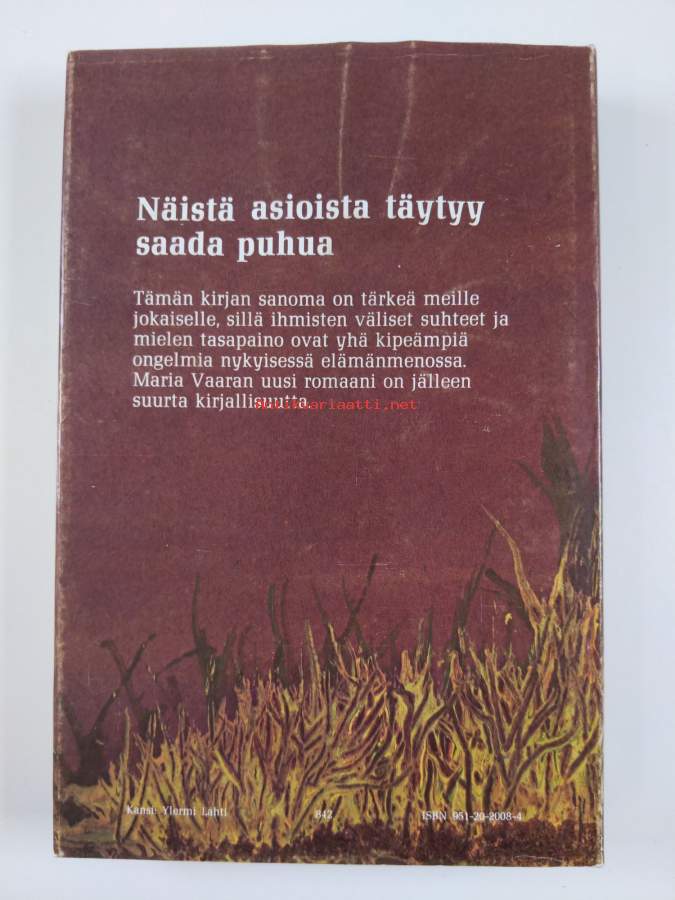 Näistä asioista täytyy
saada puhua
Tämän kirjan sanoma on tärkeä meille
jokaiselle, sillä ihmisten väliset suhteet ja
mielen tasapaino ovat yhä kipeämpiä
ongelmia nykyisessä elämänmenossa.
Maria Vaaran uusi romaani on jälleen
suurta kirjallisuutta.
Antikvariaatti.net
Kansi: Ylermi Lahti 842 ISBN 951-20-2008-4